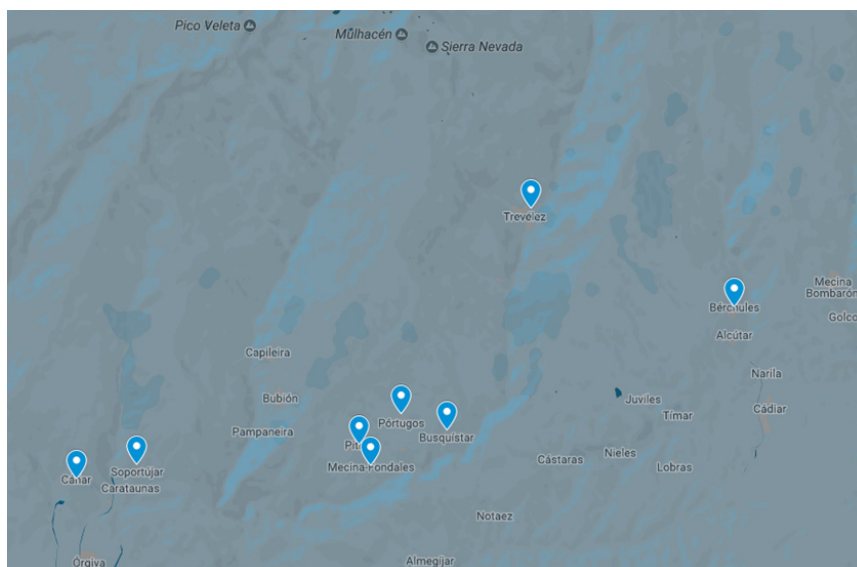 Pico Veleta
Mulhacén
Sierra Nevada
Trevélez
Mecina
Bombarón
Bérchules
Golco
Alcútar
Capileira
Narila
Bubión
Juviles
Cádiar
Tímar
Pórtugos
Pampaneira
Busquístar
Mecina-Fondales
Nieles
Cástaras
Lobras
Soportújar
Cáñar
Carataunas
Notaez
Órgiva
Almegíjar